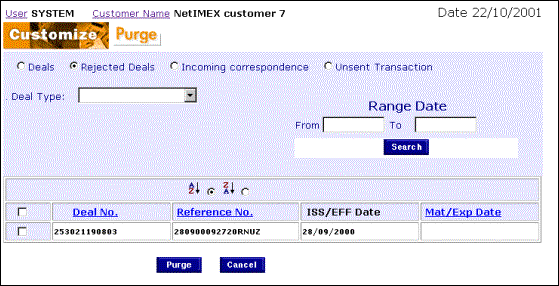 User SYSTEM Customer Name NetIMEX customer 7 Date 22/10/2001
Customize Purge
Deals Rejected Deals Incoming correspondence Unsent Transaction
Deal Type:
Range Date
From To
Search
A Z Z A
Deal No. Reference No. ISS/EFF Date Mat/Exp Date
253021190803 280900092720RNUZ 28/09/2000
Purge Cancel